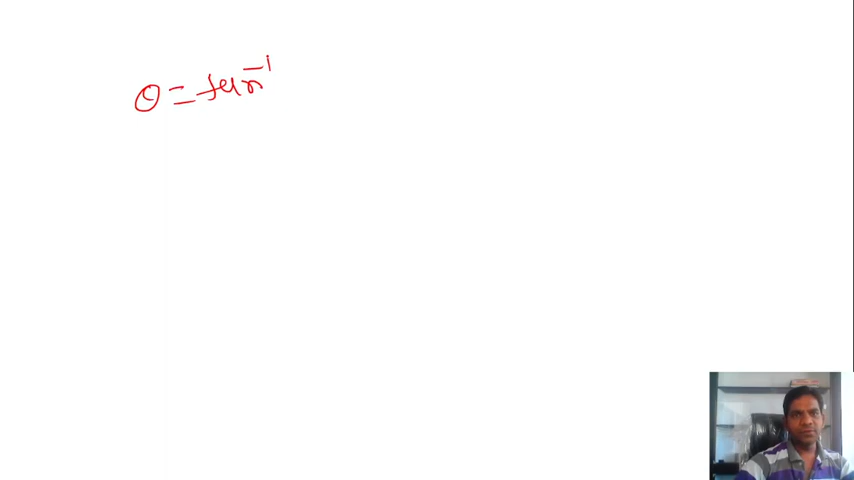 θ = tan⁻¹